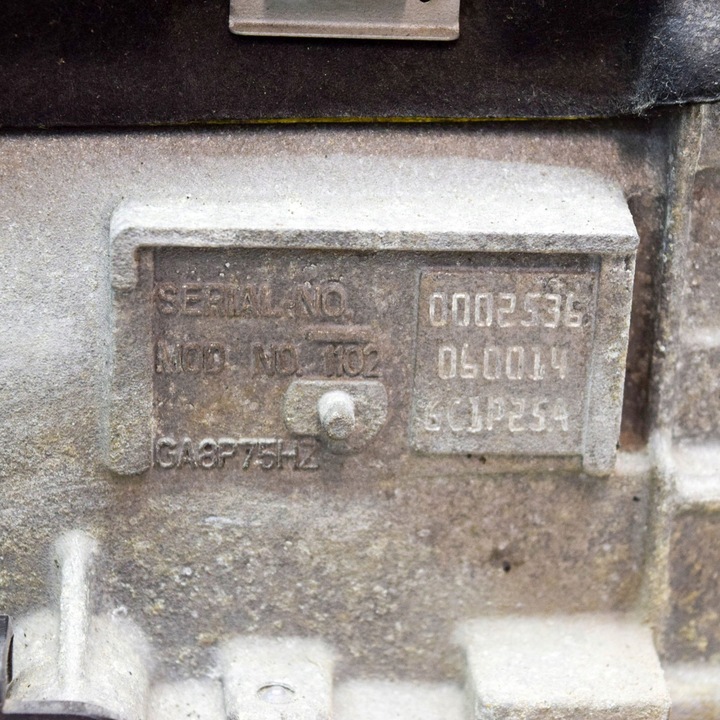 SERIAL NO. 0002536
MOD NO. 1102 060014
6C1P25A
GA8P75HZ